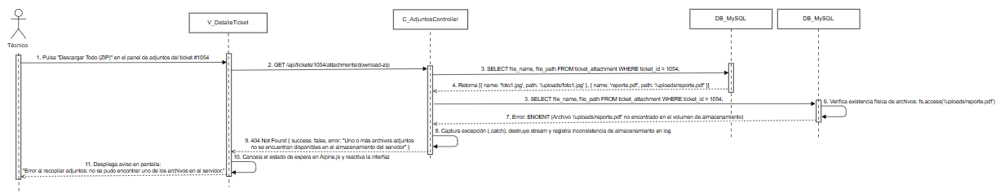 V_DetalleTicket
C_AdjuntosController
DB_MySQL
DB_MySQL
Técnico
1. Pulsa "Descargar Todo (ZIP)" en el panel de adjuntos del ticket #1054
2. GET /api/tickets/1054/attachments/download-zip
3. SELECT file_name, file_path FROM ticket_attachment WHERE ticket_id = 1054;
4. Retorna [{ name: 'foto1.jpg', path: '/uploads/foto1.jpg' }, { name: 'reporte.pdf', path: '/uploads/reporte.pdf' }]
3. SELECT file_name, file_path FROM ticket_attachment WHERE ticket_id = 1054;
6. Verifica existencia física de archivos: fs.access('/uploads/reporte.pdf')
7. Error: ENOENT (Archivo '/uploads/reporte.pdf" no encontrado en el volumen de almacenamiento)
8. Captura excepción (.catch), destruye stream y registra inconsistencia de almacenamiento en log
9. 404 Not Found { success: false, error: "Uno o más archivos adjuntos
no se encuentran disponibles en el almacenamiento del servidor" }
10. Cancela el estado de espera en Alpine.js y reactiva la interfaz
11. Despliega aviso en pantalla:
"Error al recopilar adjuntos: no se pudo encontrar uno de los archivos en el servidor."